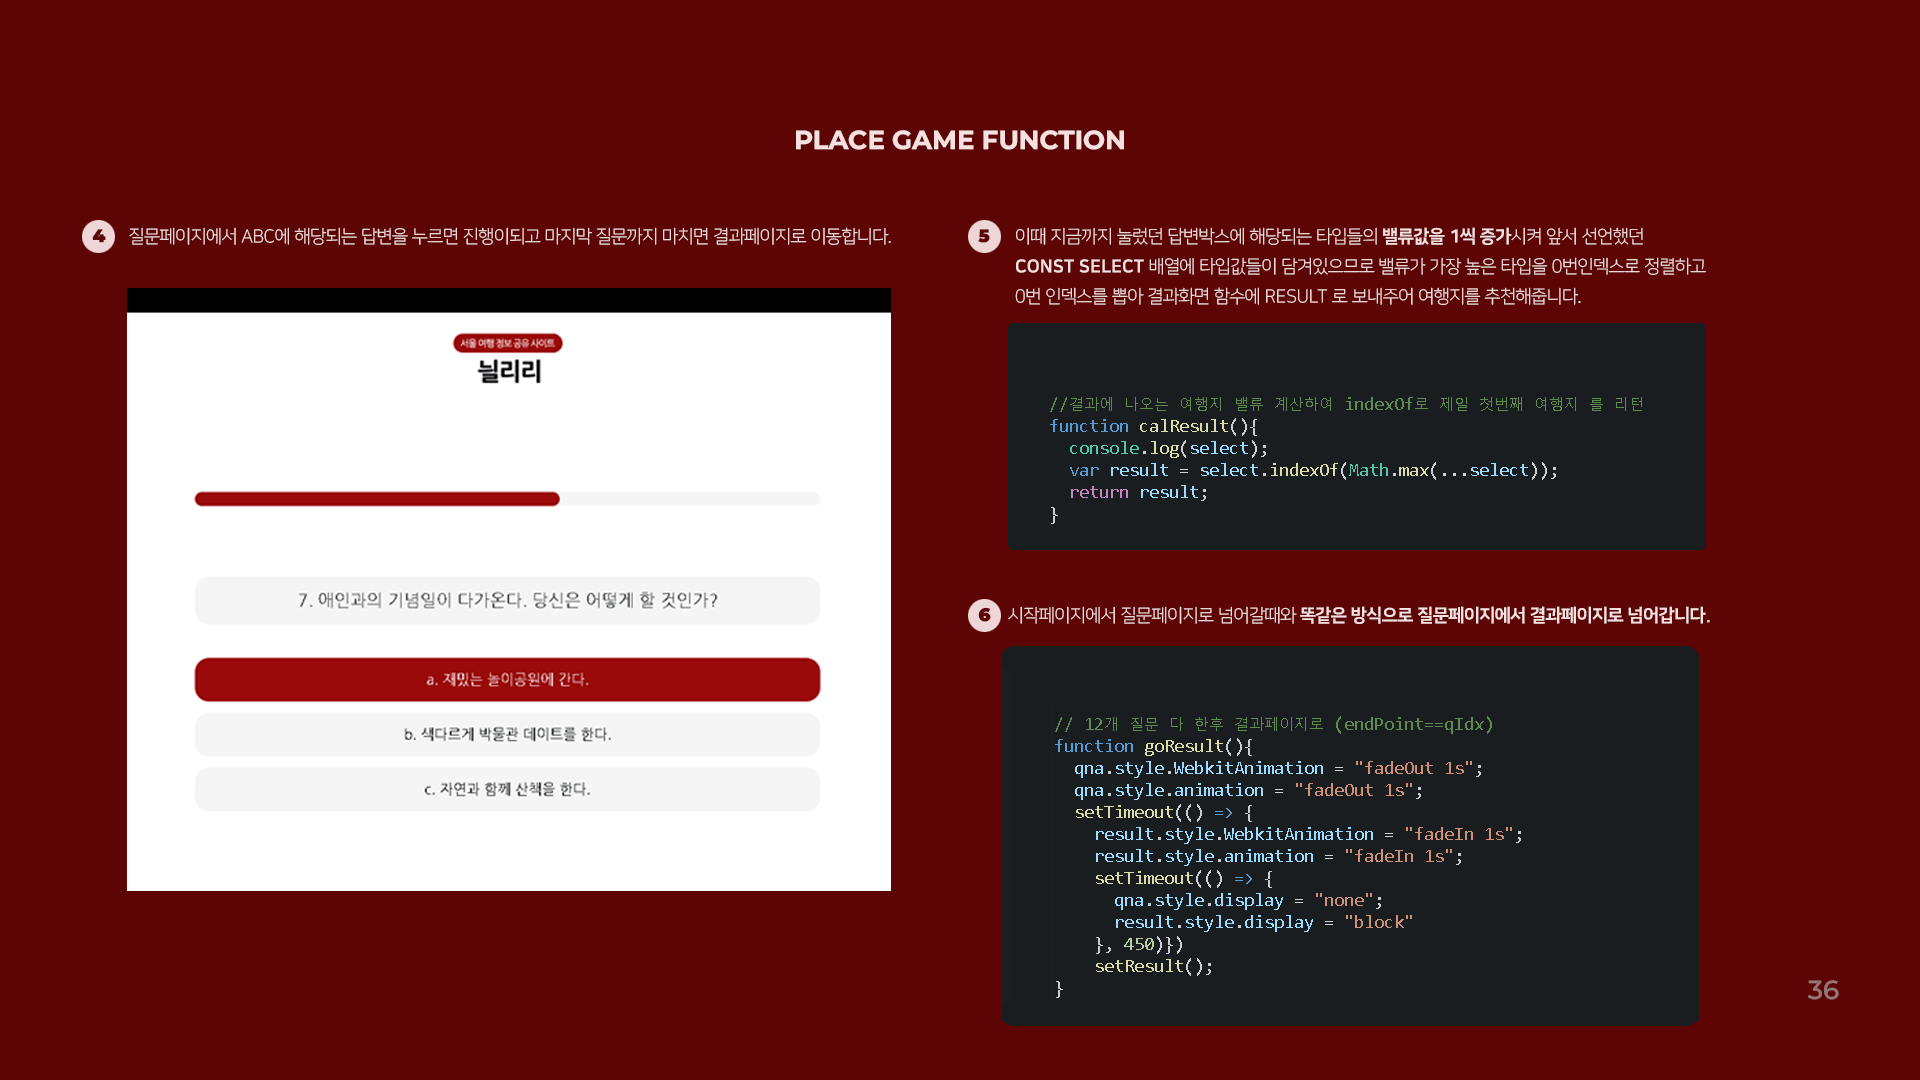 PLACE GAME FUNCTION
4 질문페이지에서 ABC에 해당되는 답변을 누르면 진행이되고 마지막 질문까지 마치면 결과페이지로 이동합니다.
서울 여행 정보 공유 사이트
늴리리
7. 애인과의 기념일이 다가온다. 당신은 어떻게 할 것인가?
a. 재밌는 놀이공원에 간다.
b. 색다르게 박물관 데이트를 한다.
c. 자연과 함께 산책을 한다.
5 이때 지금까지 눌렀던 답변박스에 해당되는 타입들의 밸류값을 1씩 증가시켜 앞서 선언했던
CONST SELECT 배열에 타입값들이 담겨있으므로 밸류가 가장 높은 타입을 0번인덱스로 정렬하고
0번 인덱스를 뽑아 결과화면 함수에 RESULT 로 보내주어 여행지를 추천해줍니다.
//결과에 나오는 여행지 밸류 계산하여 indexOf로 제일 첫번째 여행지 를 리턴
function calResult(){
console.log(select);
var result = select.indexOf(Math.max(...select));
return result;
}
6 시작페이지에서 질문페이지로 넘어갈때와 똑같은 방식으로 질문페이지에서 결과페이지로 넘어갑니다.
// 12개 질문 다 한후 결과페이지로 (endPoint==qIdx)
function goResult(){
qna.style.WebkitAnimation = "fadeOut 1s";
qna.style.animation = "fadeOut 1s";
setTimeout(() => {
result.style.WebkitAnimation = "fadeIn 1s";
result.style.animation = "fadeIn 1s";
setTimeout(() => {
qna.style.display = "none";
result.style.display = "block"
}, 450)})
setResult();
}
36